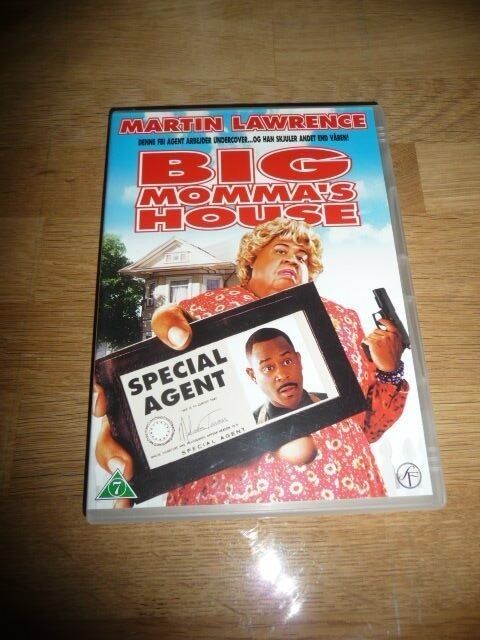 MARTIN LAWRENCE
DENNE FBI AGENT ARBEJDER UNDERCOVER...OG HAN SKJULER ANDET END VÅBEN!
BIG
MOMMA'S
HOUSE
SPECIAL
AGENT
SPECIAL AGENT
7
SF